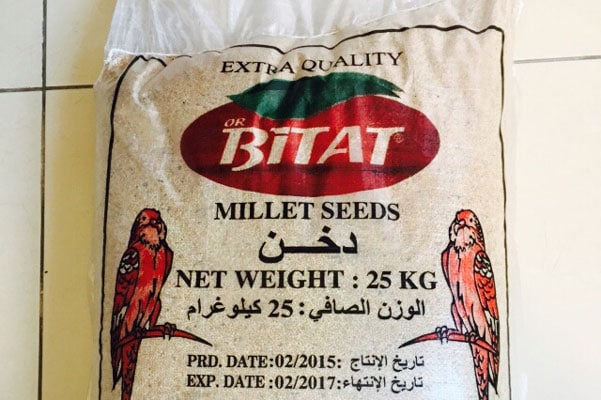 EXTRA QUALITY
OR
BiTAT®
MILLET SEEDS
دخــن
NET WEIGHT : 25 KG
الوزن الصافي : 25 كيلوغرام
PRD. DATE:02/2015: تاريخ الإنتاج
EXP. DATE :02/2017: تاريخ الإنتهاء